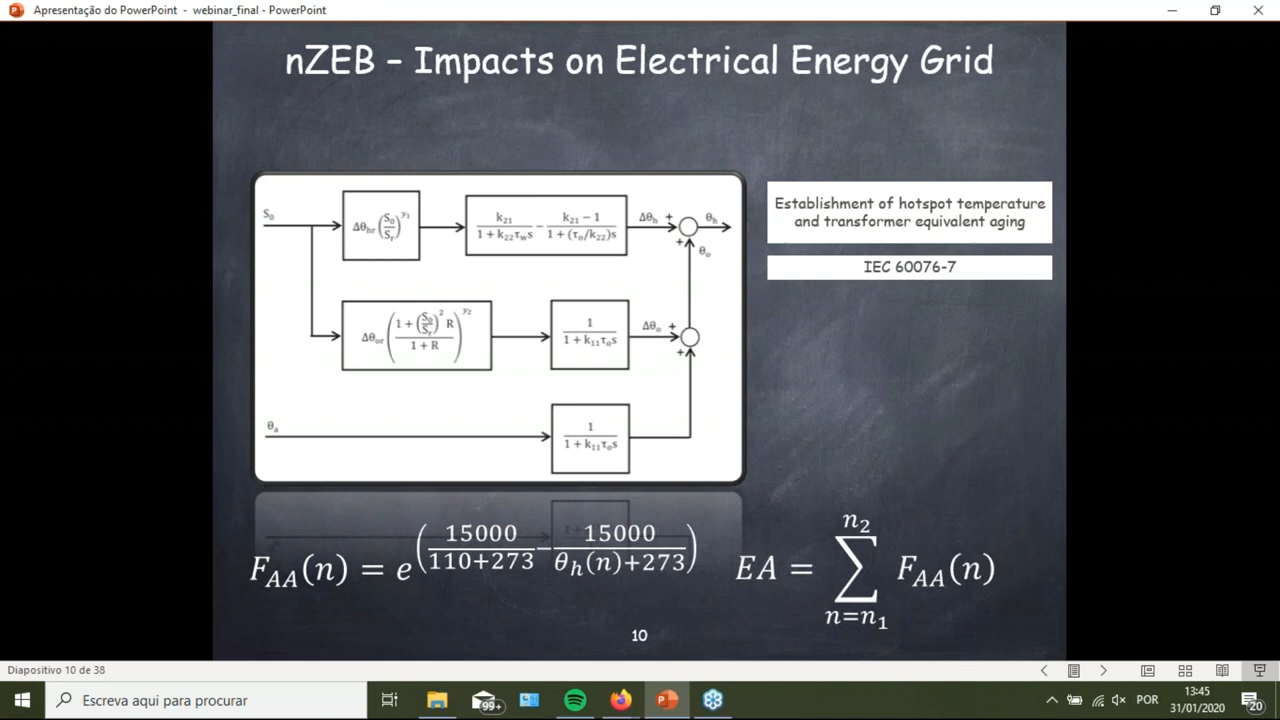 Apresentação do PowerPoint - webinar_final - PowerPoint
nZEB – Impacts on Electrical Energy Grid
S₀
Δθₕᵣ(S₀/Sᵣ)^y₁
k₂₁/(1 + k₂₂τ_w s) − (k₂₁ − 1)/(1 + (τₒ/k₂₂)s)
Δθₕ +
θₕ
+
θₒ
Δθₒᵣ((1 + (S₀/Sᵣ)² R)/(1 + R))^y₂
1/(1 + k₁₁τₒs)
Δθₒ +
+
θₐ
1/(1 + k₁₁τₒs)
Establishment of hotspot temperature
and transformer equivalent aging
IEC 60076-7
F_AA(n) = e^(15000/(110+273) − 15000/(θₕ(n)+273))
EA = ∑_{n=n₁}^{n₂} F_AA(n)
10
Diapositivo 10 de 38
Escreva aqui para procurar
99+
POR
13:45
31/01/2020
20